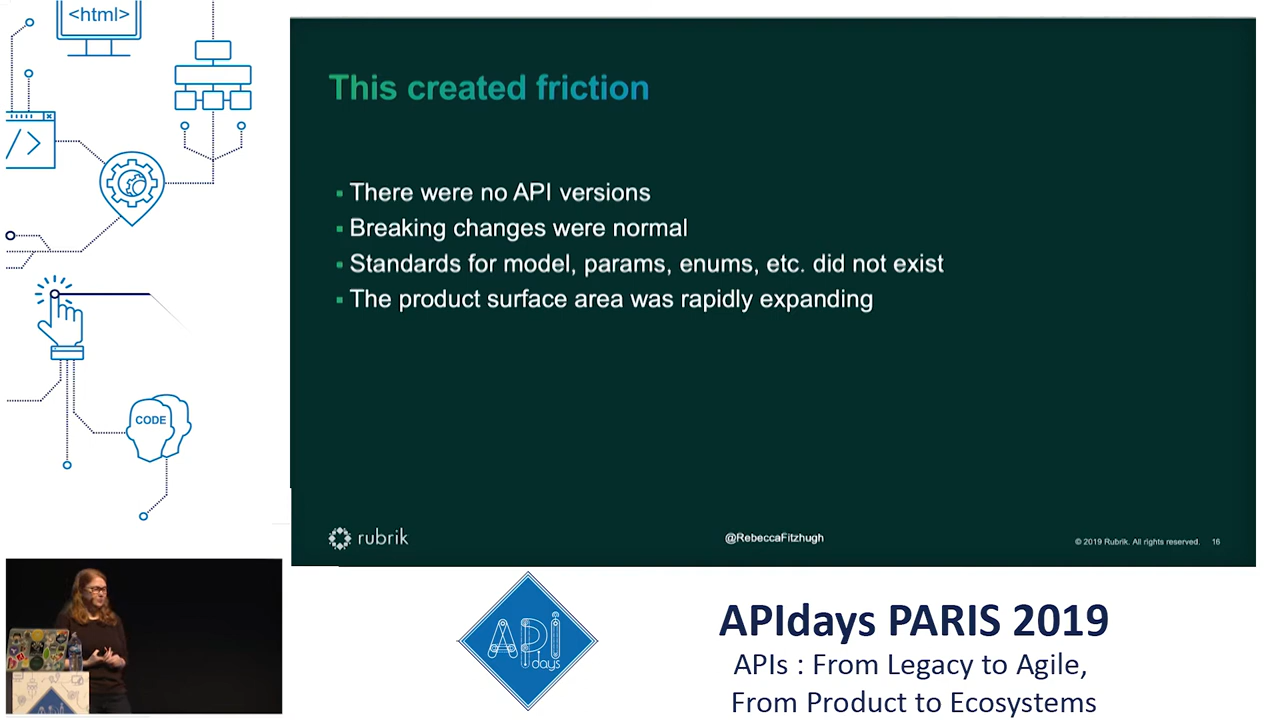 <html>
This created friction
There were no API versions
Breaking changes were normal
Standards for model, params, enums, etc. did not exist
The product surface area was rapidly expanding
</>
CODE
rubrik
@RebeccaFitzhugh
© 2019 Rubrik. All rights reserved. 16
API
days
APIdays PARIS 2019
APIs : From Legacy to Agile,
From Product to Ecosystems